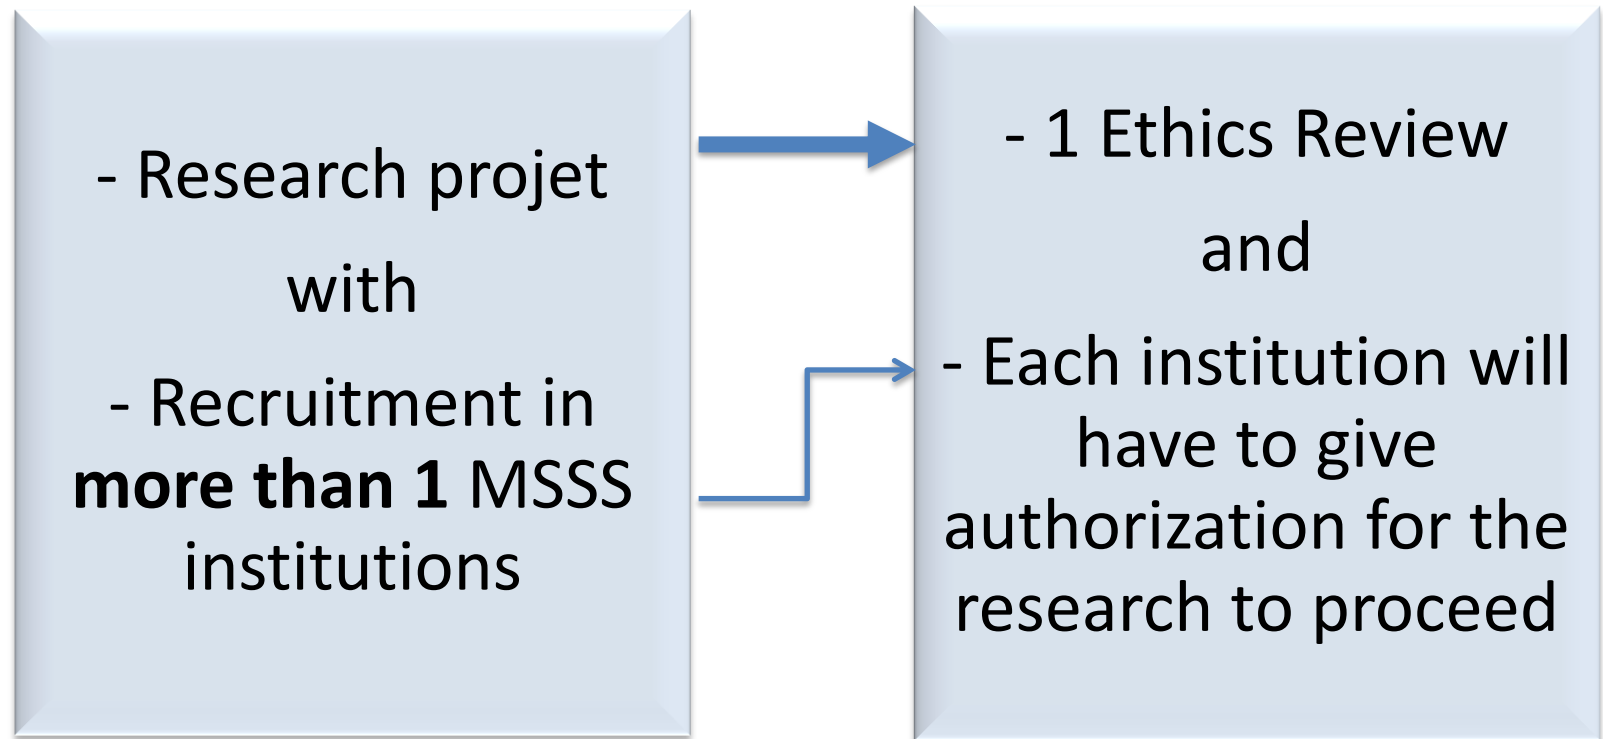 - Research projet
with
- Recruitment in
more than 1 MSSS
institutions
- 1 Ethics Review
and
- Each institution will
have to give
authorization for the
research to proceed